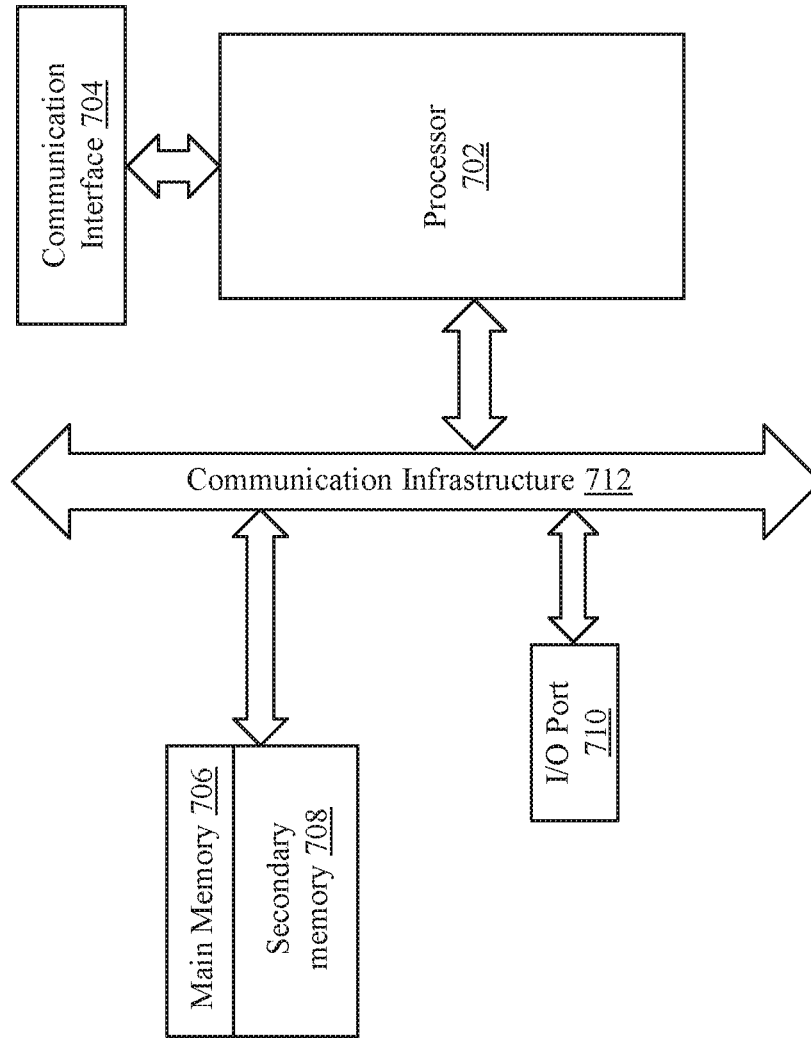 Communication
Interface 704
Processor
702
Communication Infrastructure 712
Main Memory 706
Secondary
memory 708
I/O Port
710